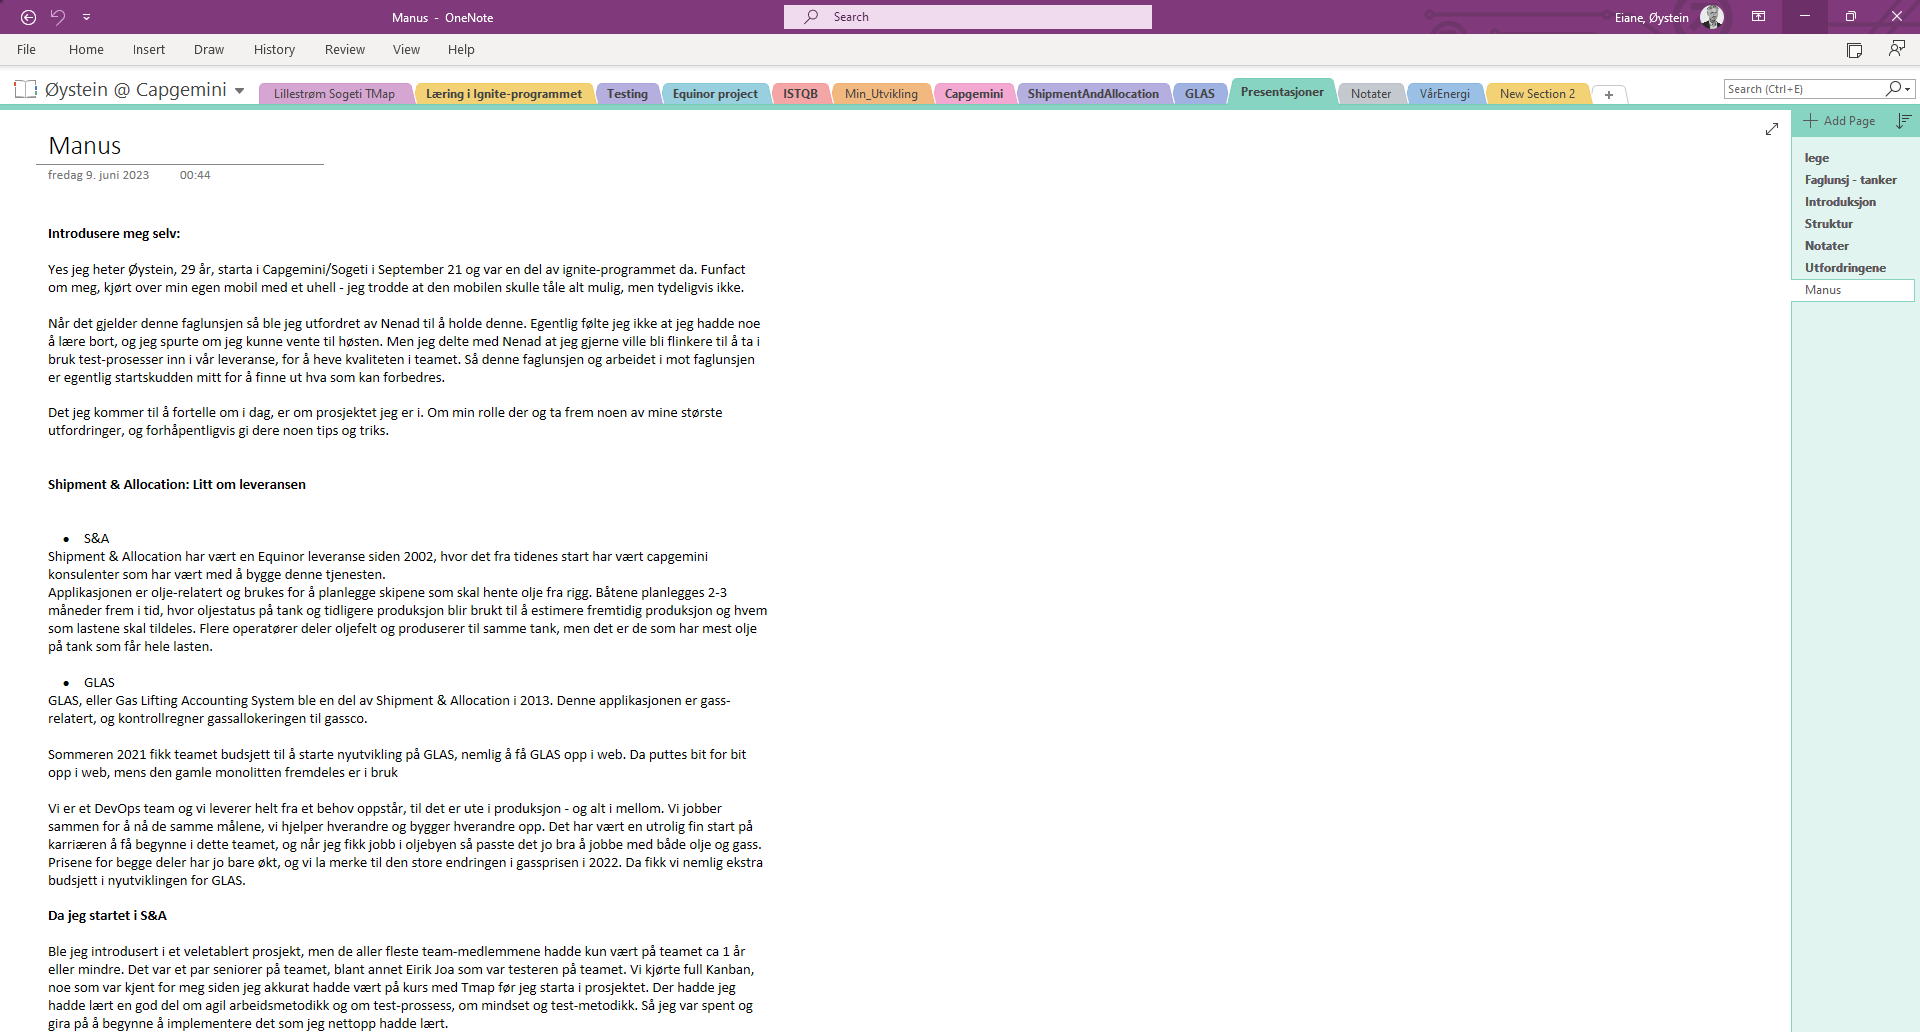 Manus - OneNote
Search
Eiane, Øystein
File Home Insert Draw History Review View Help
Øystein @ Capgemini
Lillestrøm Sogeti TMap
Læring i Ignite-programmet
Testing
Equinor project
ISTQB
Min_Utvikling
Capgemini
ShipmentAndAllocation
GLAS
Presentasjoner
Notater
VårEnergi
New Section 2
Search (Ctrl+E)
Manus
fredag 9. juni 2023 00:44
Introdusere meg selv:
Yes jeg heter Øystein, 29 år, starta i Capgemini/Sogeti i September 21 og var en del av ignite-programmet da. Funfact
om meg, kjørt over min egen mobil med et uhell - jeg trodde at den mobilen skulle tåle alt mulig, men tydeligvis ikke.
Når det gjelder denne faglunsjen så ble jeg utfordret av Nenad til å holde denne. Egentlig følte jeg ikke at jeg hadde noe
å lære bort, og jeg spurte om jeg kunne vente til høsten. Men jeg delte med Nenad at jeg gjerne ville bli flinkere til å ta i
bruk test-prosesser inn i vår leveranse, for å heve kvaliteten i teamet. Så denne faglunsjen og arbeidet i mot faglunsjen
er egentlig startskudden mitt for å finne ut hva som kan forbedres.
Det jeg kommer til å fortelle om i dag, er om prosjektet jeg er i. Om min rolle der og ta frem noen av mine største
utfordringer, og forhåpentligvis gi dere noen tips og triks.
Shipment & Allocation: Litt om leveransen
• S&A
Shipment & Allocation har vært en Equinor leveranse siden 2002, hvor det fra tidenes start har vært capgemini
konsulenter som har vært med å bygge denne tjenesten.
Applikasjonen er olje-relatert og brukes for å planlegge skipene som skal hente olje fra rigg. Båtene planlegges 2-3
måneder frem i tid, hvor oljestatus på tank og tidligere produksjon blir brukt til å estimere fremtidig produksjon og hvem
som lastene skal tildeles. Flere operatører deler oljefelt og produserer til samme tank, men det er de som har mest olje
på tank som får hele lasten.
• GLAS
GLAS, eller Gas Lifting Accounting System ble en del av Shipment & Allocation i 2013. Denne applikasjonen er gass-
relatert, og kontrollregner gassallokeringen til gassco.
Sommeren 2021 fikk teamet budsjett til å starte nyutvikling på GLAS, nemlig å få GLAS opp i web. Da puttes bit for bit
opp i web, mens den gamle monolitten fremdeles er i bruk
Vi er et DevOps team og vi leverer helt fra et behov oppstår, til det er ute i produksjon - og alt i mellom. Vi jobber
sammen for å nå de samme målene, vi hjelper hverandre og bygger hverandre opp. Det har vært en utrolig fin start på
karriæren å få begynne i dette teamet, og når jeg fikk jobb i oljebyen så passte det jo bra å jobbe med både olje og gass.
Prisene for begge deler har jo bare økt, og vi la merke til den store endringen i gassprisen i 2022. Da fikk vi nemlig ekstra
budsjett i nyutviklingen for GLAS.
Da jeg startet i S&A
Ble jeg introdusert i et veletablert prosjekt, men de aller fleste team-medlemmene hadde kun vært på teamet ca 1 år
eller mindre. Det var et par seniorer på teamet, blant annet Eirik Joa som var testeren på teamet. Vi kjørte full Kanban,
noe som var kjent for meg siden jeg akkurat hadde vært på kurs med Tmap før jeg starta i prosjektet. Der hadde jeg
hadde lært en god del om agil arbeidsmetodikk og om test-prossess, om mindset og test-metodikk. Så jeg var spent og
gira på å begynne å implementere det som jeg nettopp hadde lært.
Add Page
lege
Faglunsj - tanker
Introduksjon
Struktur
Notater
Utfordringene
Manus